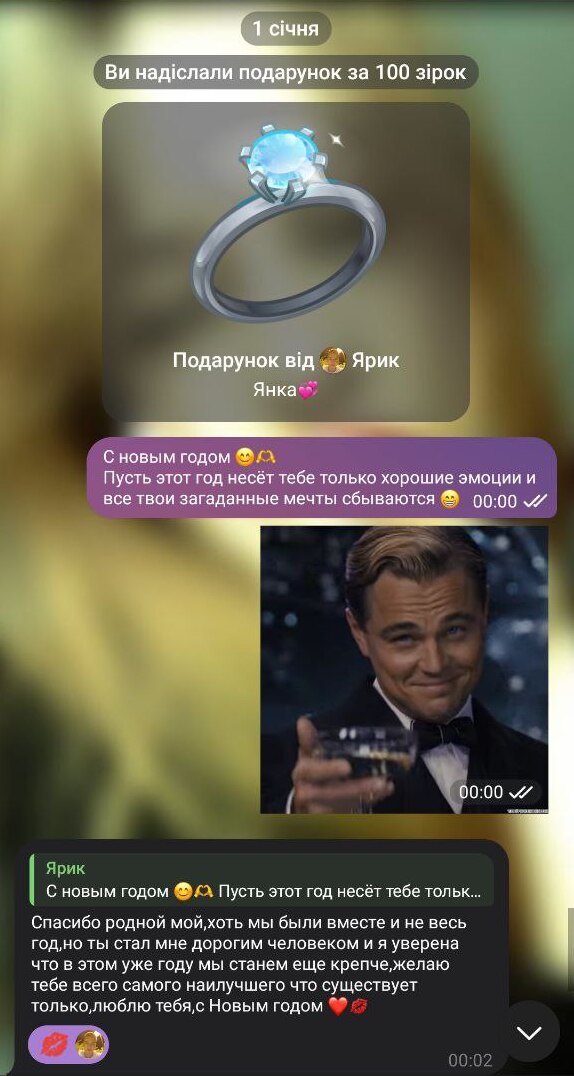 1 січня
Ви надіслали подарунок за 100 зірок
Подарунок від Ярик
Янка💞
С новым годом 😊🫶
Пусть этот год несёт тебе только хорошие эмоции и
все твои загаданные мечты сбываются 😁 00:00
00:00
Ярик
С новым годом 😊🫶 Пусть этот год несёт тебе тольк...
Спасибо родной мой,хоть мы были вместе и не весь
год,но ты стал мне дорогим человеком и я уверена
что в этом уже году мы станем еще крепче,желаю
тебе всего самого наилучшего что существует
только,люблю тебя,с Новым годом ❤️💋
💋
00:02